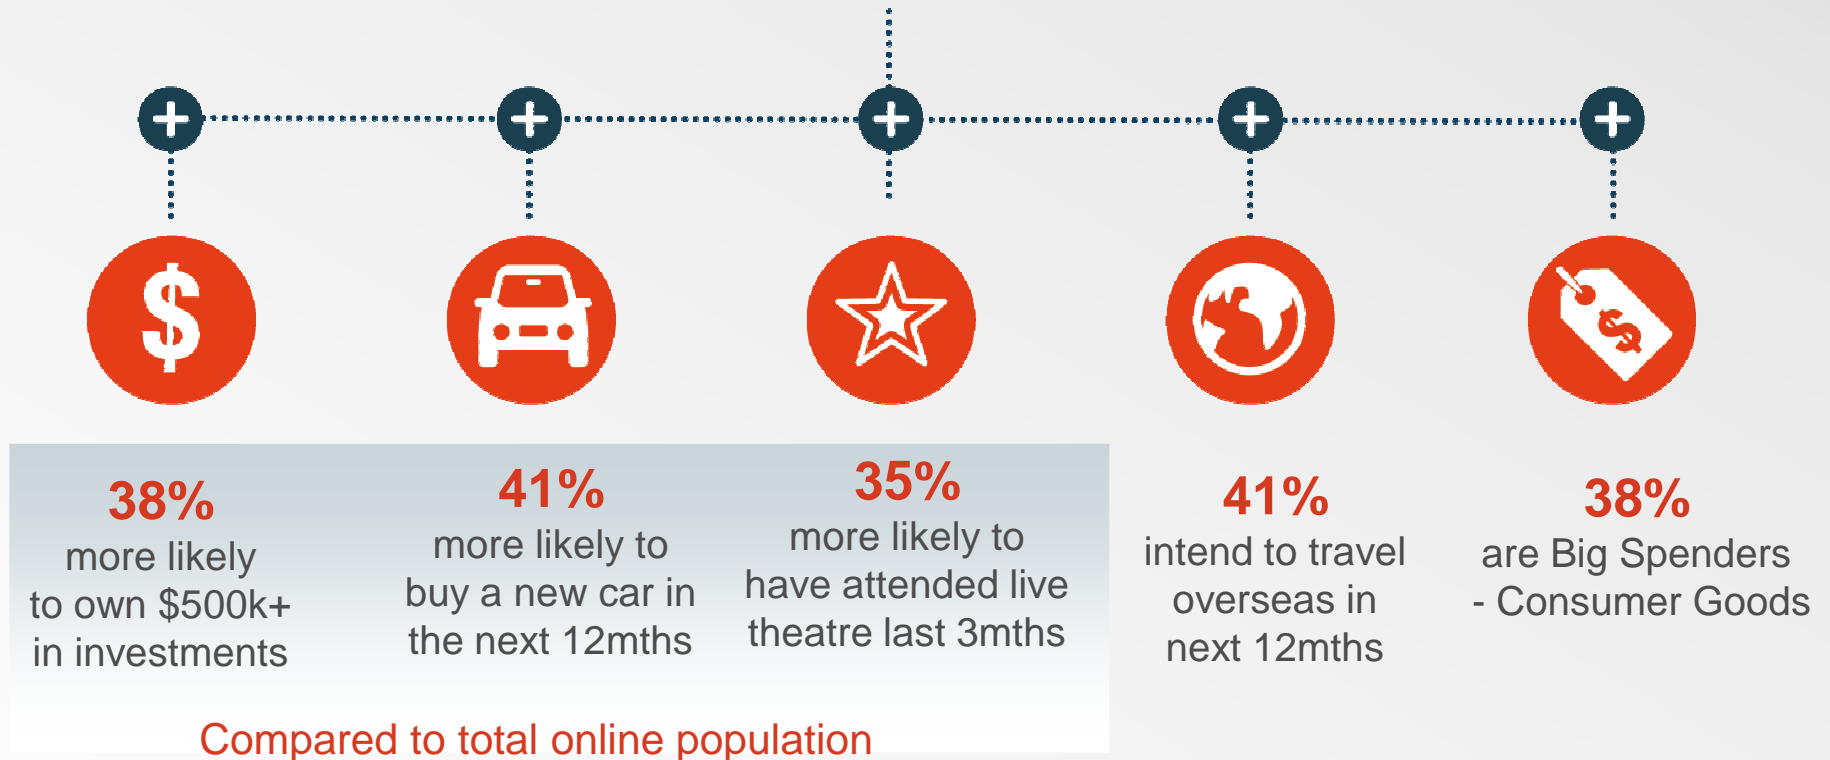 38%
more likely
to own $500k+
in investments
41%
more likely to
buy a new car in
the next 12mths
35%
more likely to
have attended live
theatre last 3mths
41%
intend to travel
overseas in
next 12mths
38%
are Big Spenders
- Consumer Goods
Compared to total online population